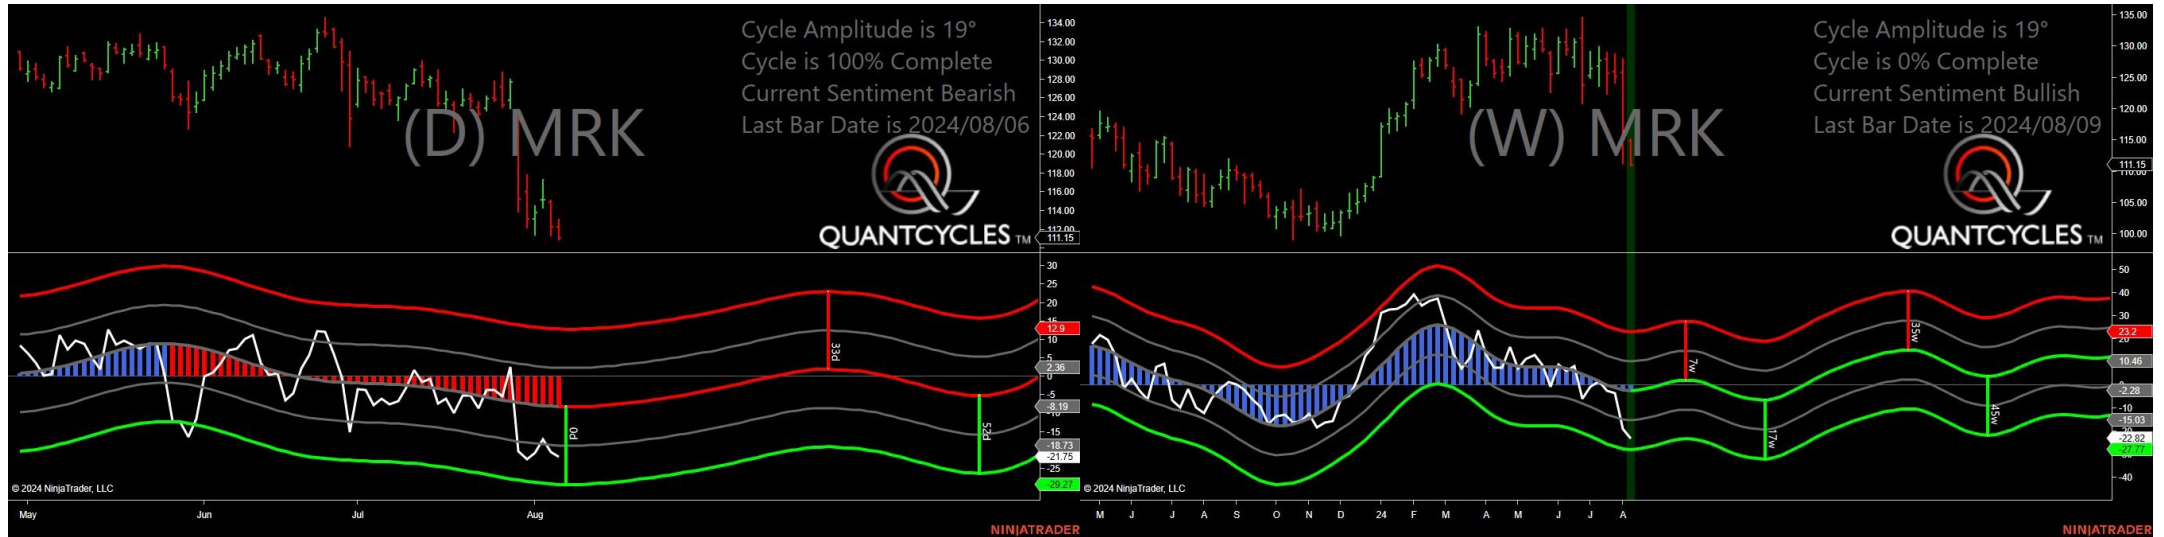 Cycle Amplitude is 19°
Cycle is 100% Complete
Current Sentiment Bearish
Last Bar Date is 2024/08/06
(D) MRK
QUANTCYCLES TM
134.00
132.00
130.00
128.00
126.00
124.00
122.00
120.00
118.00
116.00
114.00
112.00
111.15
30
25
20
15
12.9
10
5
2.36
0
-5
-8.19
-10
-15
-18.73
-21.75
-25
-29.27
33d
0d
52d
© 2024 NinjaTrader, LLC
May Jun Jul Aug
NINJATRADER
Cycle Amplitude is 19°
Cycle is 0% Complete
Current Sentiment Bullish
Last Bar Date is 2024/08/09
(W) MRK
QUANTCYCLES TM
135.00
130.00
125.00
120.00
115.00
111.15
110.00
105.00
100.00
50
40
30
23.2
20
10.46
0
-2.28
-10
-15.03
-22.82
-27.77
-40
7w
17w
35w
45w
© 2024 NinjaTrader, LLC
M J J A S O N D 24 F M A M J J A
NINJATRADER